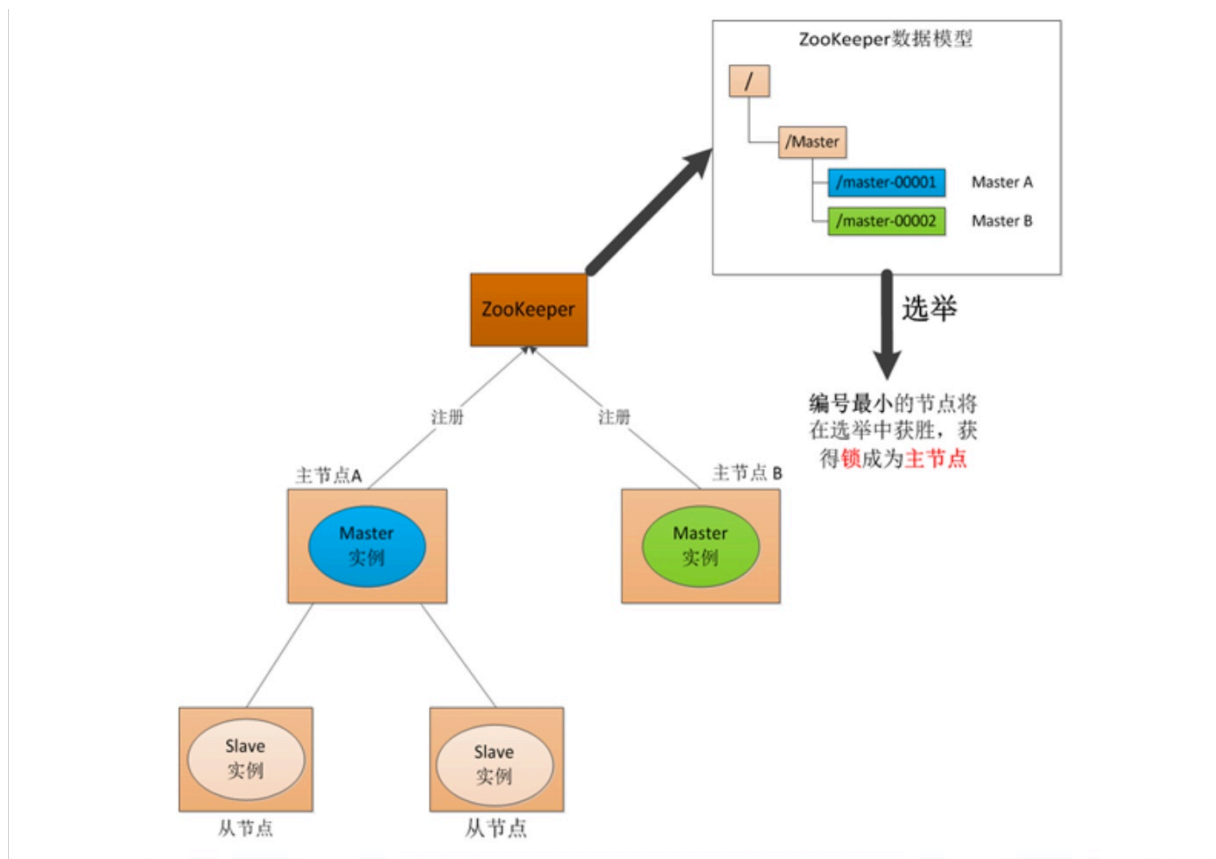 ZooKeeper数据模型
/
/Master
/master-00001 Master A
/master-00002 Master B
ZooKeeper
选举
编号最小的节点将
在选举中获胜，获
得锁成为主节点
注册 注册
主节点A
主节点 B
Master
实例
Master
实例
Slave
实例
Slave
实例
从节点
从节点